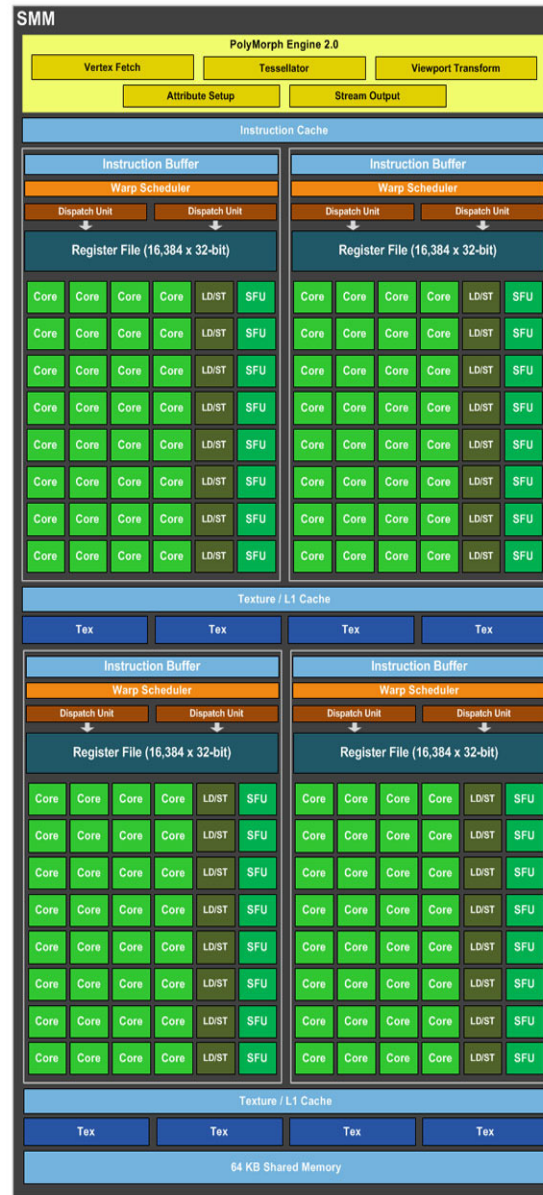 SMM
PolyMorph Engine 2.0
Vertex Fetch Tessellator Viewport Transform
Attribute Setup Stream Output
Instruction Cache
Instruction Buffer Instruction Buffer
Warp Scheduler Warp Scheduler
Dispatch Unit Dispatch Unit Dispatch Unit Dispatch Unit
Register File (16,384 x 32-bit) Register File (16,384 x 32-bit)
Core Core Core Core LD/ST SFU Core Core Core Core LD/ST SFU
Core Core Core Core LD/ST SFU Core Core Core Core LD/ST SFU
Core Core Core Core LD/ST SFU Core Core Core Core LD/ST SFU
Core Core Core Core LD/ST SFU Core Core Core Core LD/ST SFU
Core Core Core Core LD/ST SFU Core Core Core Core LD/ST SFU
Core Core Core Core LD/ST SFU Core Core Core Core LD/ST SFU
Core Core Core Core LD/ST SFU Core Core Core Core LD/ST SFU
Core Core Core Core LD/ST SFU Core Core Core Core LD/ST SFU
Texture / L1 Cache
Tex Tex Tex Tex
Instruction Buffer Instruction Buffer
Warp Scheduler Warp Scheduler
Dispatch Unit Dispatch Unit Dispatch Unit Dispatch Unit
Register File (16,384 x 32-bit) Register File (16,384 x 32-bit)
Core Core Core Core LD/ST SFU Core Core Core Core LD/ST SFU
Core Core Core Core LD/ST SFU Core Core Core Core LD/ST SFU
Core Core Core Core LD/ST SFU Core Core Core Core LD/ST SFU
Core Core Core Core LD/ST SFU Core Core Core Core LD/ST SFU
Core Core Core Core LD/ST SFU Core Core Core Core LD/ST SFU
Core Core Core Core LD/ST SFU Core Core Core Core LD/ST SFU
Core Core Core Core LD/ST SFU Core Core Core Core LD/ST SFU
Core Core Core Core LD/ST SFU Core Core Core Core LD/ST SFU
Texture / L1 Cache
Tex Tex Tex Tex
64 KB Shared Memory